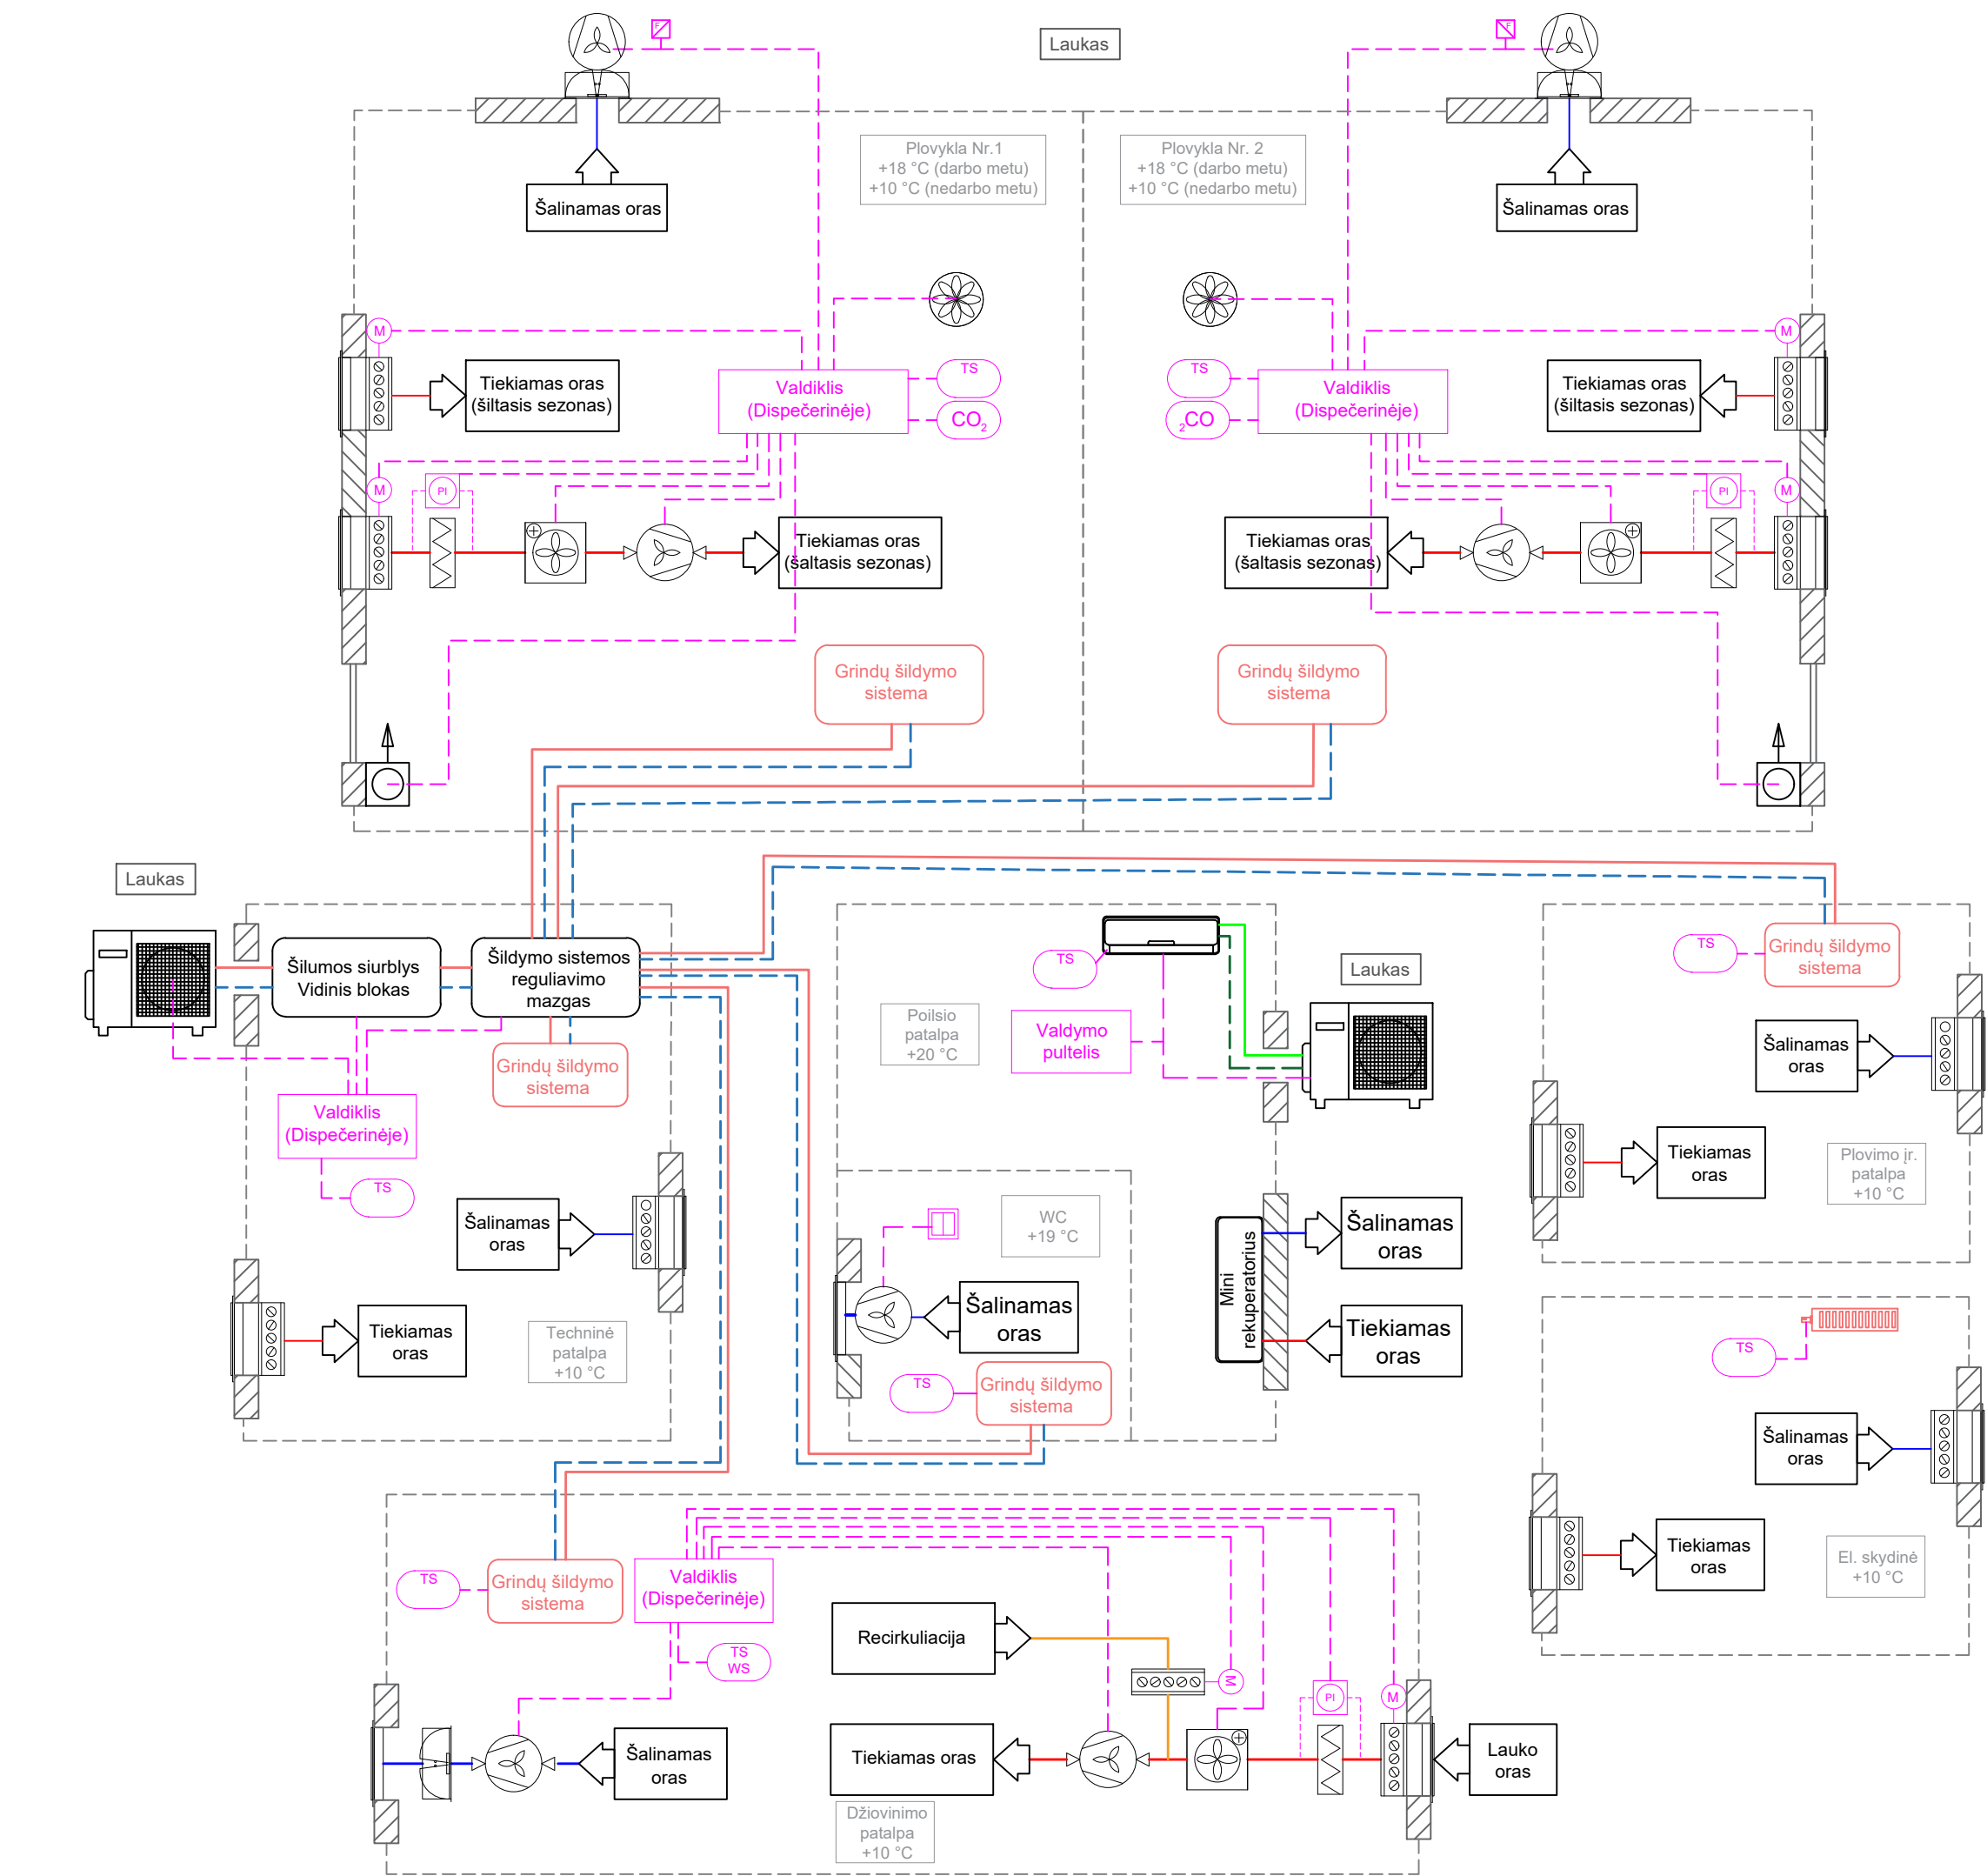 F
F
Laukas
Plovykla Nr.1
+18 °C (darbo metu)
+10 °C (nedarbo metu)
Plovykla Nr. 2
+18 °C (darbo metu)
+10 °C (nedarbo metu)
Šalinamas oras
Šalinamas oras
M
M
Tiekiamas oras
(šiltasis sezonas)
Valdiklis
(Dispečerinėje)
TS
CO2
TS
2CO
Valdiklis
(Dispečerinėje)
Tiekiamas oras
(šiltasis sezonas)
M
PI
PI
M
Tiekiamas oras
(šaltasis sezonas)
Tiekiamas oras
(šaltasis sezonas)
Grindų šildymo
sistema
Grindų šildymo
sistema
Laukas
Šilumos siurblys
Vidinis blokas
Šildymo sistemos
reguliavimo
mazgas
Grindų šildymo
sistema
Valdiklis
(Dispečerinėje)
TS
Šalinamas
oras
Tiekiamas
oras
Techninė
patalpa
+10 °C
TS
Laukas
Poilsio
patalpa
+20 °C
Valdymo
pultelis
WC
+19 °C
Šalinamas
oras
TS
Grindų šildymo
sistema
Mini
rekuperatorius
Šalinamas
oras
Tiekiamas
oras
TS
Grindų šildymo
sistema
Šalinamas
oras
Tiekiamas
oras
Plovimo įr.
patalpa
+10 °C
TS
Šalinamas
oras
Tiekiamas
oras
El. skydinė
+10 °C
TS
Grindų šildymo
sistema
Valdiklis
(Dispečerinėje)
TS
WS
Recirkuliacija
M
PI
M
Šalinamas
oras
Tiekiamas oras
Lauko
oras
Džiovinimo
patalpa
+10 °C